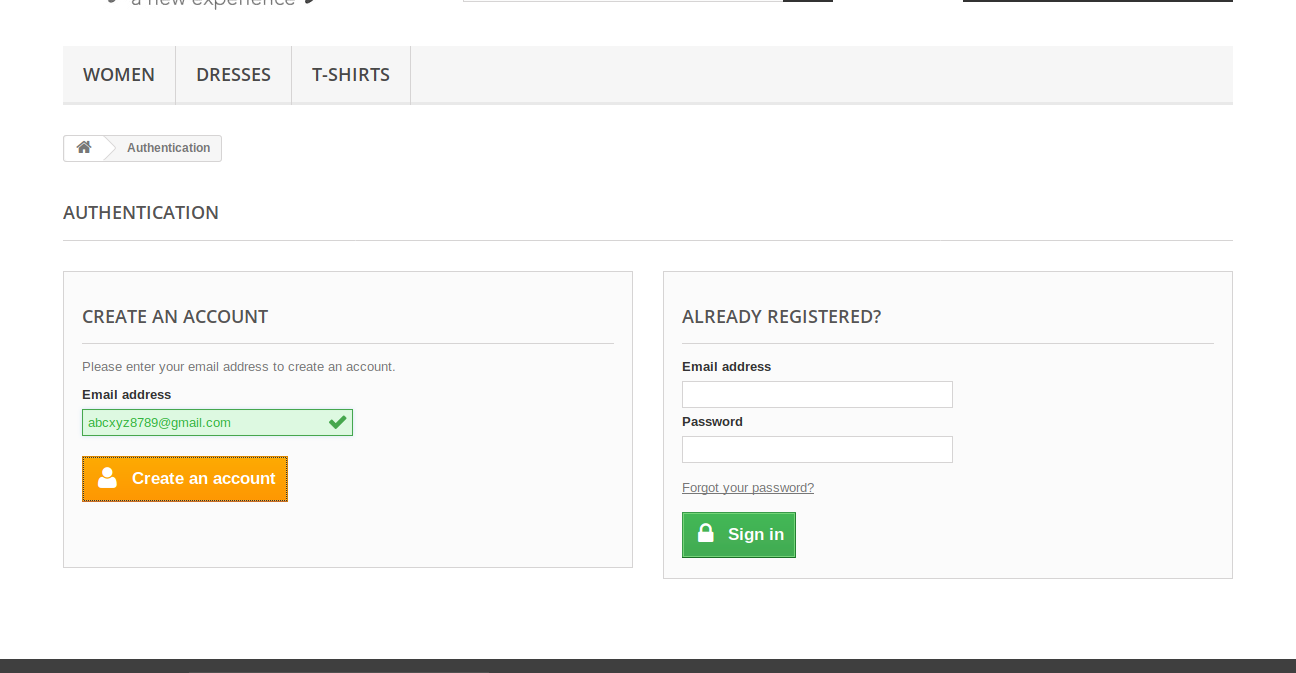 a new experience
WOMEN DRESSES T-SHIRTS
Authentication
AUTHENTICATION
CREATE AN ACCOUNT
Please enter your email address to create an account.
Email address
abcxyz8789@gmail.com
Create an account
ALREADY REGISTERED?
Email address
Password
Forgot your password?
Sign in